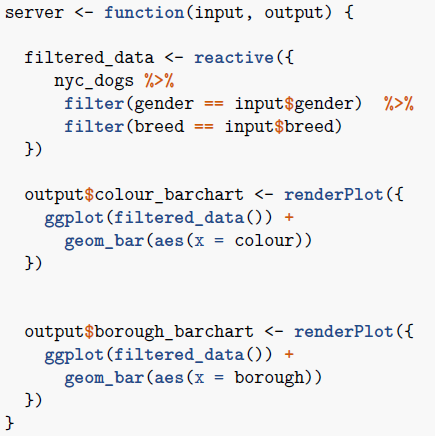 server <- function(input, output) {
  filtered_data <- reactive({
     nyc_dogs %>%
      filter(gender == input$gender)  %>%
      filter(breed == input$breed)
  })
  output$colour_barchart <- renderPlot({
    ggplot(filtered_data()) +
      geom_bar(aes(x = colour))
  })
  output$borough_barchart <- renderPlot({
    ggplot(filtered_data()) +
      geom_bar(aes(x = borough))
  })
}